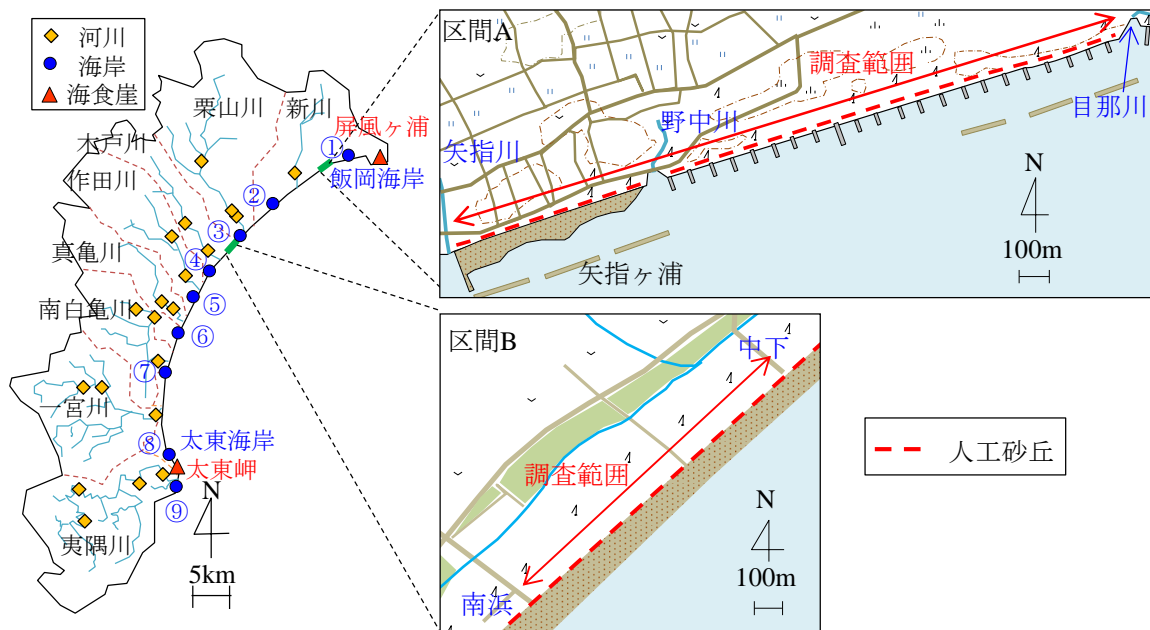 河川
海岸
海食崖
栗山川
新川
屏風ヶ浦
木戸川
①
飯岡海岸
作田川
②
③
真亀川
④
南白亀川
⑤
⑥
⑦
一宮川
⑧
太東海岸
太東岬
⑨
夷隅川
N
5km
区間A
調査範囲
目那川
野中川
矢指川
N
100m
矢指ヶ浦
区間B
中下
調査範囲
N
100m
南浜
人工砂丘